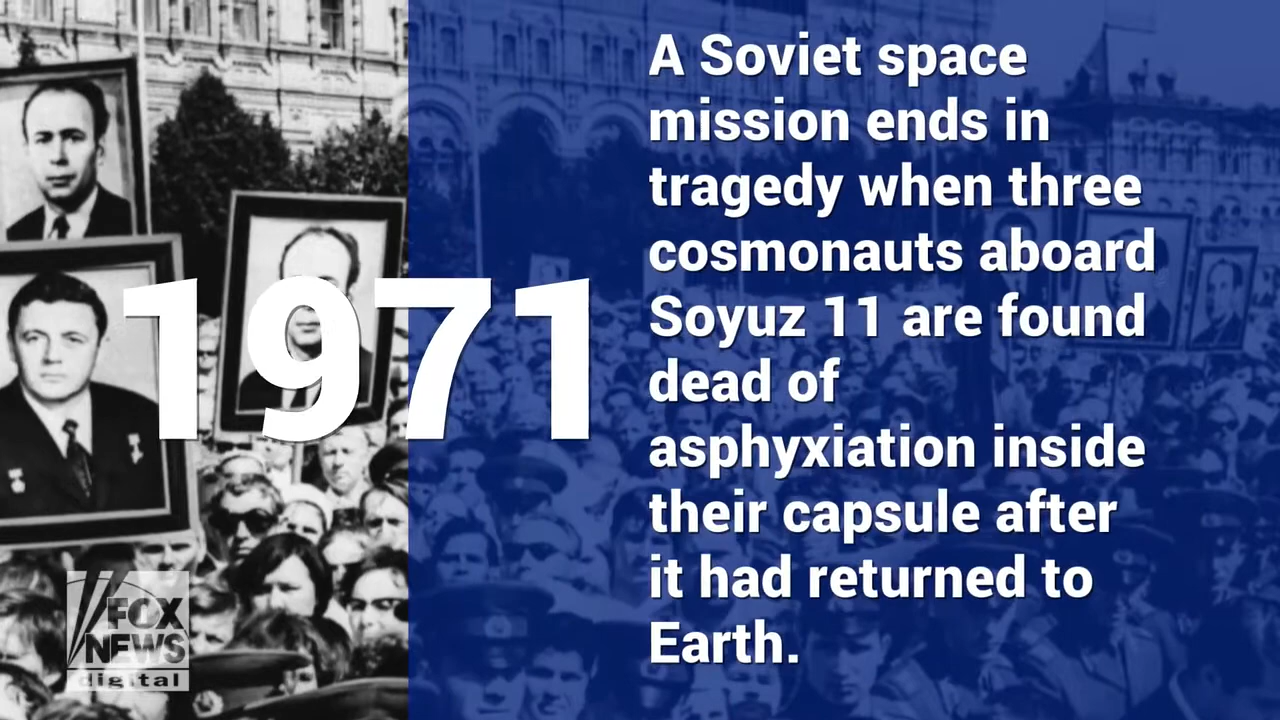 1971
A Soviet space
mission ends in
tragedy when three
cosmonauts aboard
Soyuz 11 are found
dead of
asphyxiation inside
their capsule after
it had returned to
Earth.
FOX
NEWS
digital